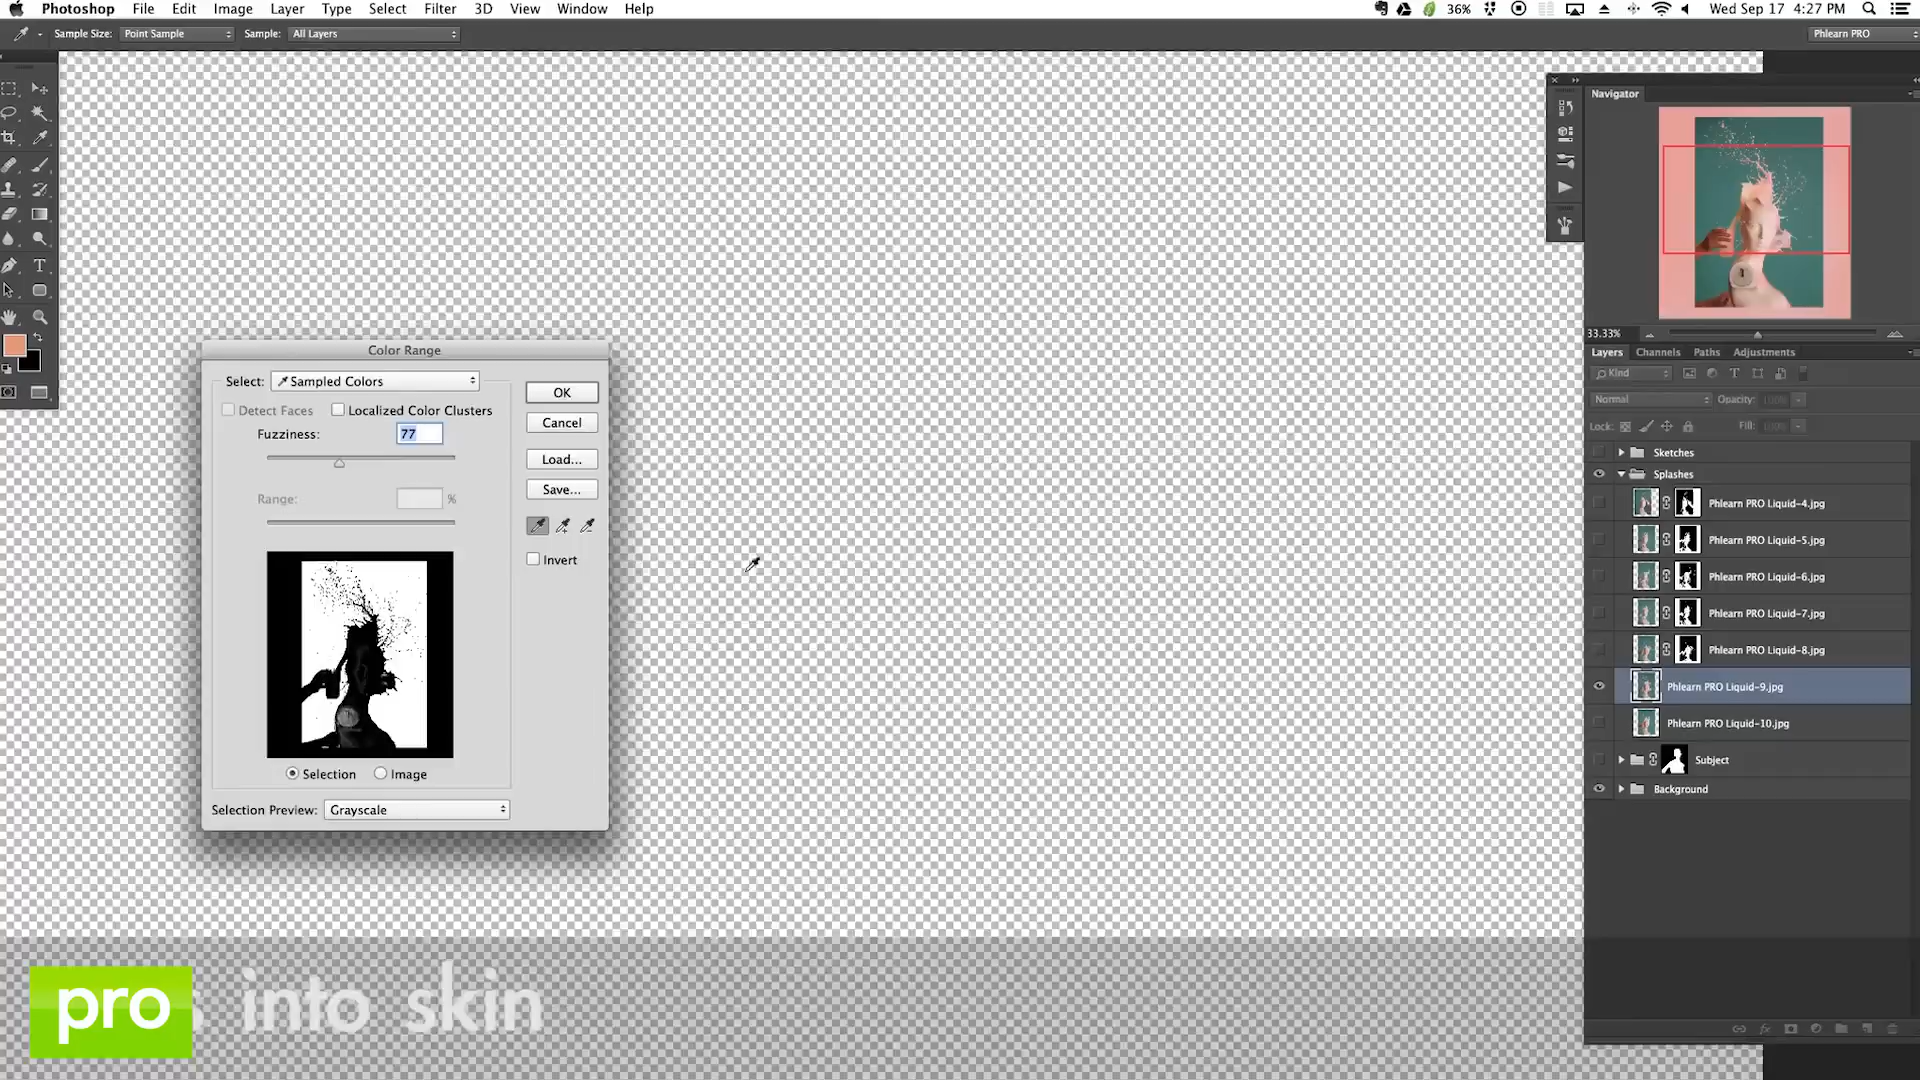 Photoshop File Edit Image Layer Type Select Filter 3D View Window Help 36% Wed Sep 17 4:27 PM
Sample Size: Point Sample Sample: All Layers Phlearn PRO
Navigator
33.33%
Layers Channels Paths Adjustments
Kind
Normal Opacity: 100%
Lock: Fill: 100%
Sketches
Splashes
Phlearn PRO Liquid-4.jpg
Phlearn PRO Liquid-5.jpg
Phlearn PRO Liquid-6.jpg
Phlearn PRO Liquid-7.jpg
Phlearn PRO Liquid-8.jpg
Phlearn PRO Liquid-9.jpg
Phlearn PRO Liquid-10.jpg
Subject
Background
Color Range
Select: Sampled Colors
Detect Faces Localized Color Clusters
Fuzziness: 77
Range: %
OK
Cancel
Load...
Save...
Invert
Selection Image
Selection Preview: Grayscale
pro
into skin